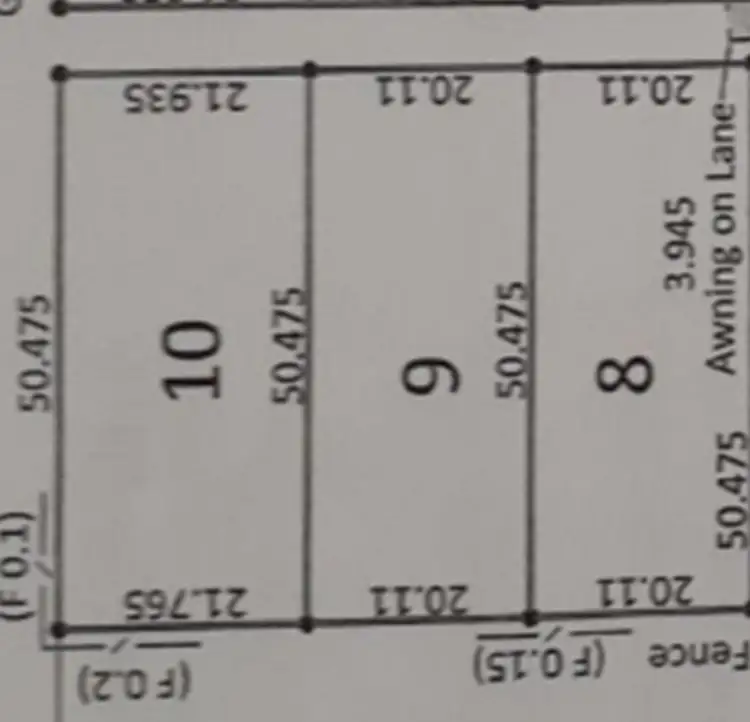 21.935
20.11
20.11
Awning on Lane
3.945
50.475
10
50.475
9
50.475
8
50.475
(F 0.1)
21.765
20.11
20.11
(F 0.2)
(F 0.15)
Fence